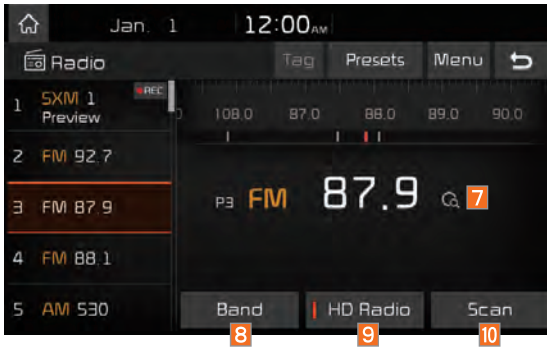 Jan. 1 12:00 AM
Radio Tag Presets Menu
1 SXM 1 REC
Preview
108.0 87.0 88.0 89.0 90.0
2 FM 92.7
3 FM 87.9
P3 FM 87.9 7
4 FM 88.1
5 AM 530
Band HD Radio Scan
8 9 10